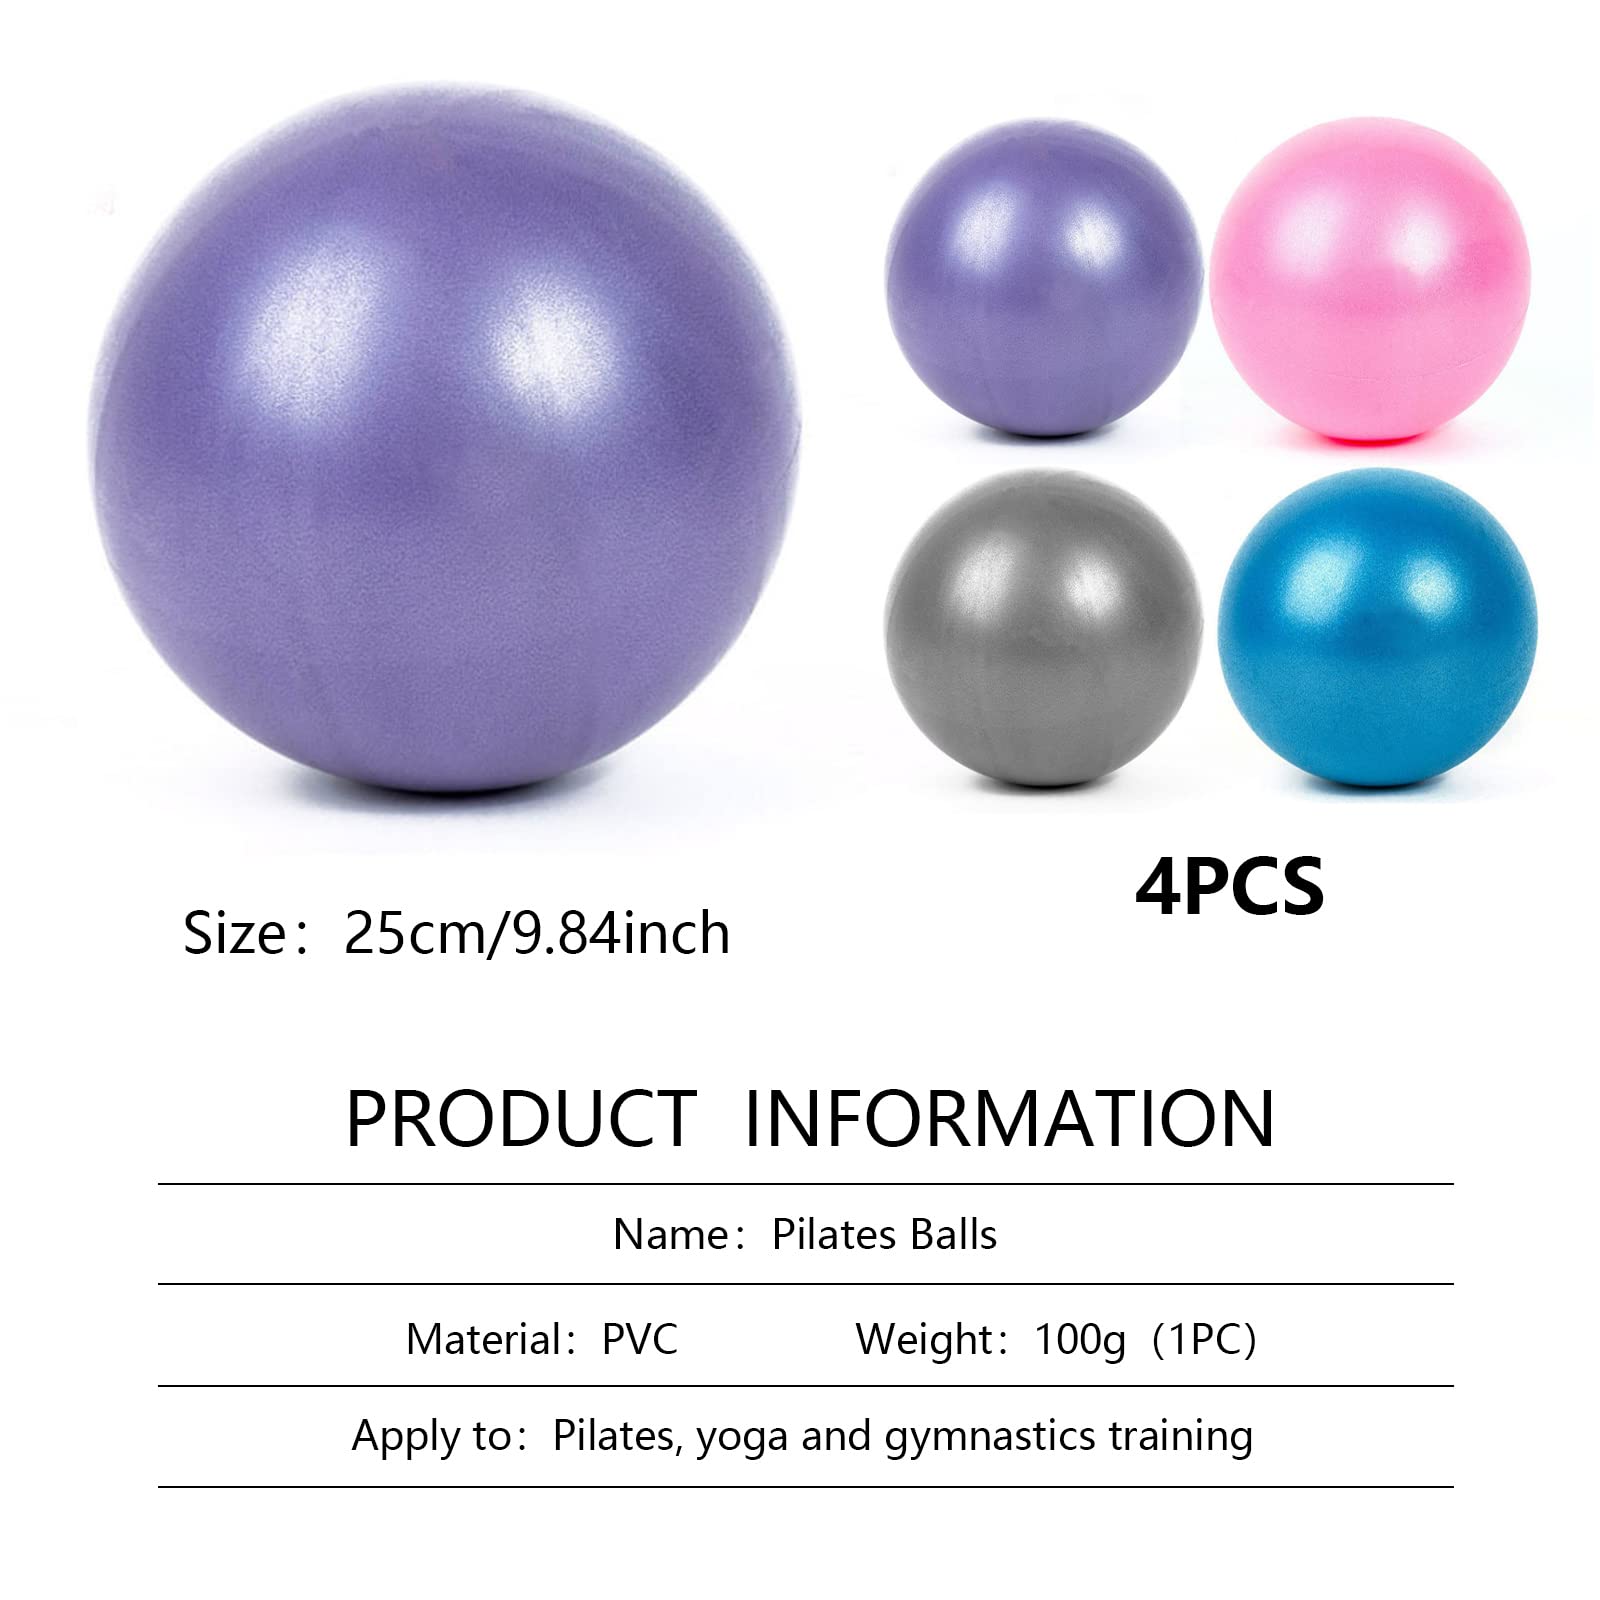 4PCS
Size：25cm/9.84inch
PRODUCT INFORMATION
Name：Pilates Balls
Material：PVC Weight：100g（1PC）
Apply to：Pilates, yoga and gymnastics training